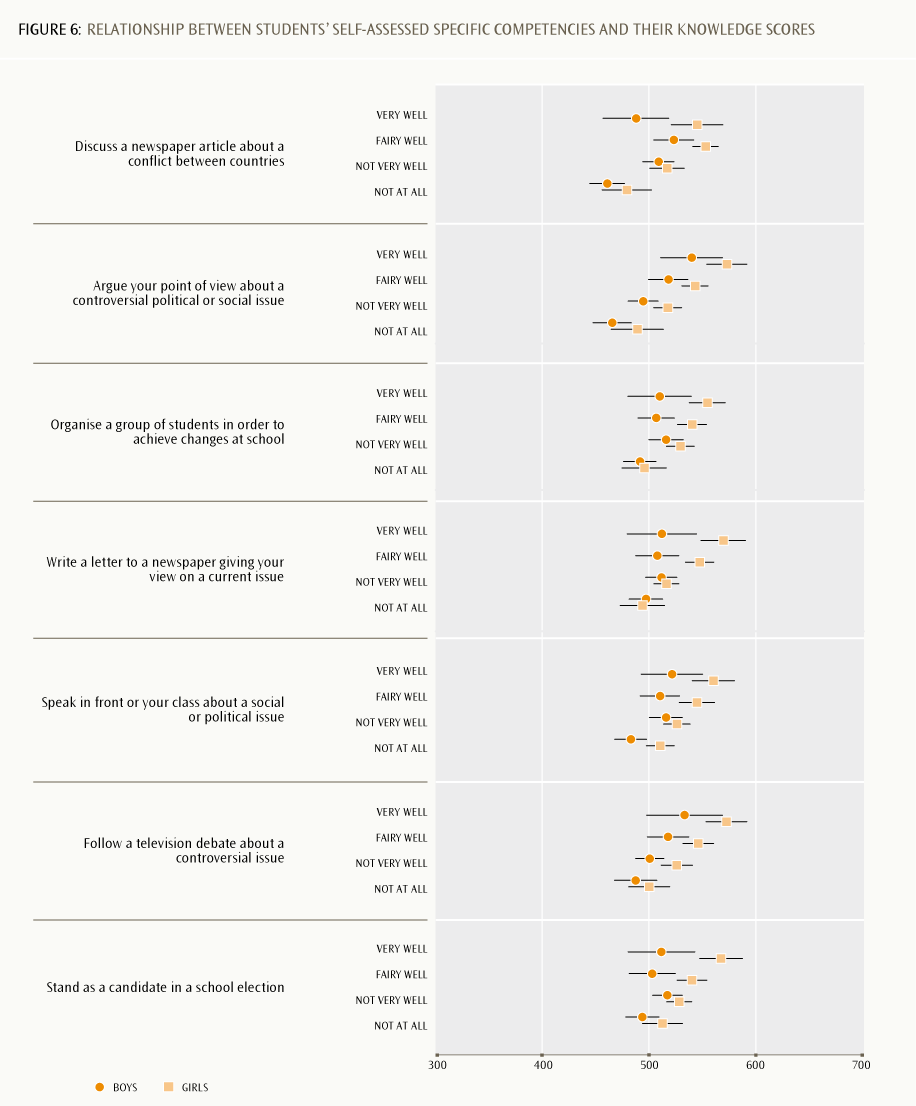 FIGURE 6: RELATIONSHIP BETWEEN STUDENTS' SELF-ASSESSED SPECIFIC COMPETENCIES AND THEIR KNOWLEDGE SCORES
Discuss a newspaper article about a
conflict between countries
VERY WELL
FAIRY WELL
NOT VERY WELL
NOT AT ALL
Argue your point of view about a
controversial political or social issue
VERY WELL
FAIRY WELL
NOT VERY WELL
NOT AT ALL
Organise a group of students in order to
achieve changes at school
VERY WELL
FAIRY WELL
NOT VERY WELL
NOT AT ALL
Write a letter to a newspaper giving your
view on a current issue
VERY WELL
FAIRY WELL
NOT VERY WELL
NOT AT ALL
Speak in front or your class about a social
or political issue
VERY WELL
FAIRY WELL
NOT VERY WELL
NOT AT ALL
Follow a television debate about a
controversial issue
VERY WELL
FAIRY WELL
NOT VERY WELL
NOT AT ALL
Stand as a candidate in a school election
VERY WELL
FAIRY WELL
NOT VERY WELL
NOT AT ALL
300 400 500 600 700
BOYS GIRLS